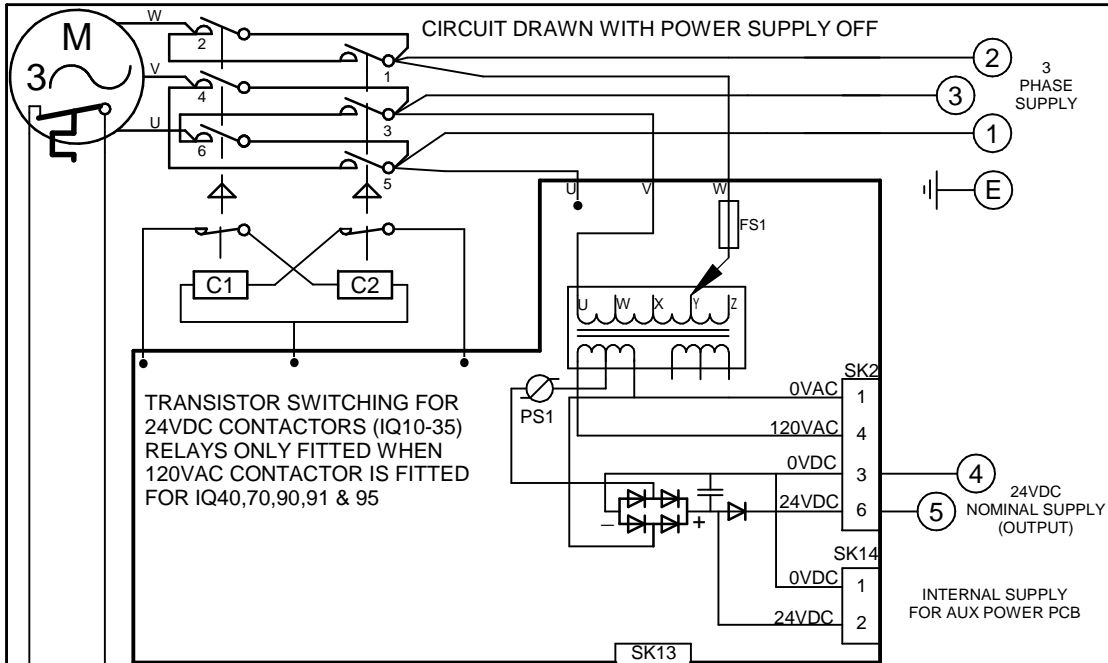 CIRCUIT DRAWN WITH POWER SUPPLY OFF
W
M
3
V
U
2
1
4
3
6
5
2
3
1
E
3
PHASE
SUPPLY
U
V
W
FS1
C1
C2
U
W
X
Y
Z
TRANSISTOR SWITCHING FOR
24VDC CONTACTORS (IQ10-35)
RELAYS ONLY FITTED WHEN
120VAC CONTACTOR IS FITTED
FOR IQ40,70,90,91 & 95
PS1
SK2
0VAC
1
120VAC
4
0VDC
3
24VDC
6
4
5
24VDC
NOMINAL SUPPLY
(OUTPUT)
–
+
SK14
0VDC
1
24VDC
2
INTERNAL SUPPLY
FOR AUX POWER PCB
SK13